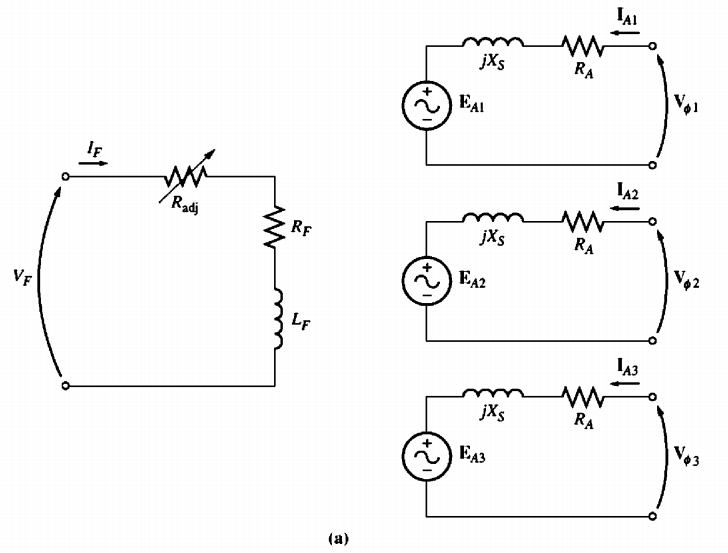 I_F
R_adj
R_F
V_F
L_F
I_A1
jX_S
R_A
+
E_A1
−
V_ϕ1
I_A2
jX_S
R_A
+
E_A2
−
V_ϕ2
I_A3
jX_S
R_A
+
E_A3
−
V_ϕ3
(a)